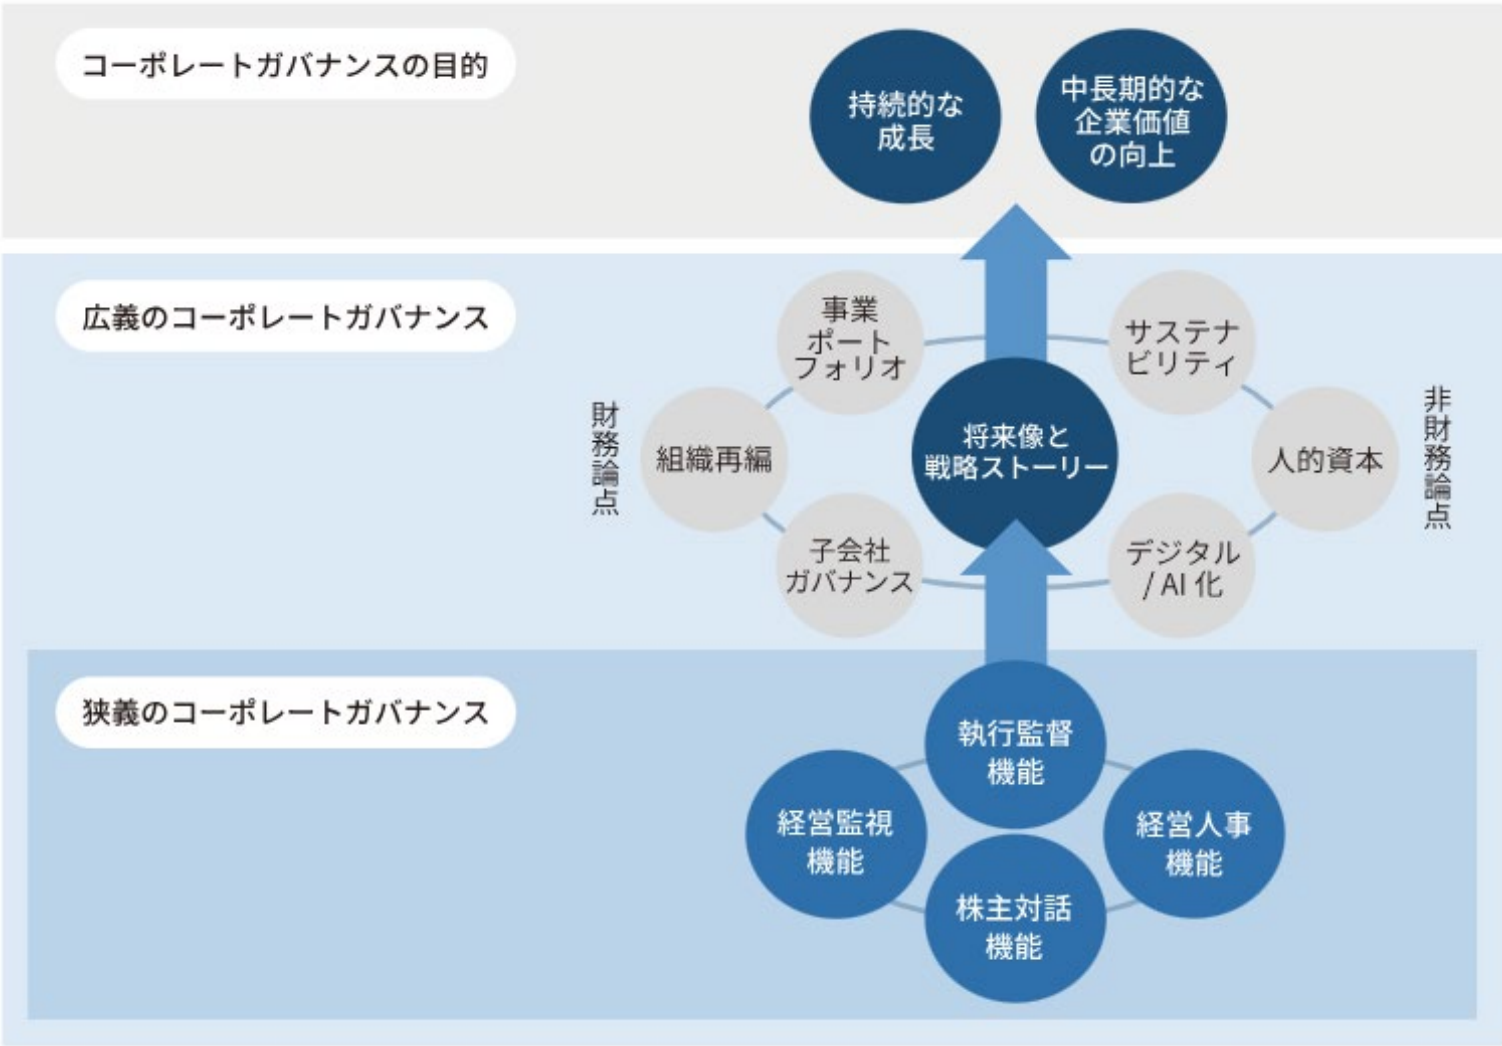 コーポレートガバナンスの目的
持続的な
成長
中長期的な
企業価値
の向上
広義のコーポレートガバナンス
財務論点
事業
ポート
フォリオ
組織再編
子会社
ガバナンス
将来像と
戦略ストーリー
サステナ
ビリティ
人的資本
デジタル
/ AI 化
非財務論点
狭義のコーポレートガバナンス
執行監督
機能
経営監視
機能
経営人事
機能
株主対話
機能